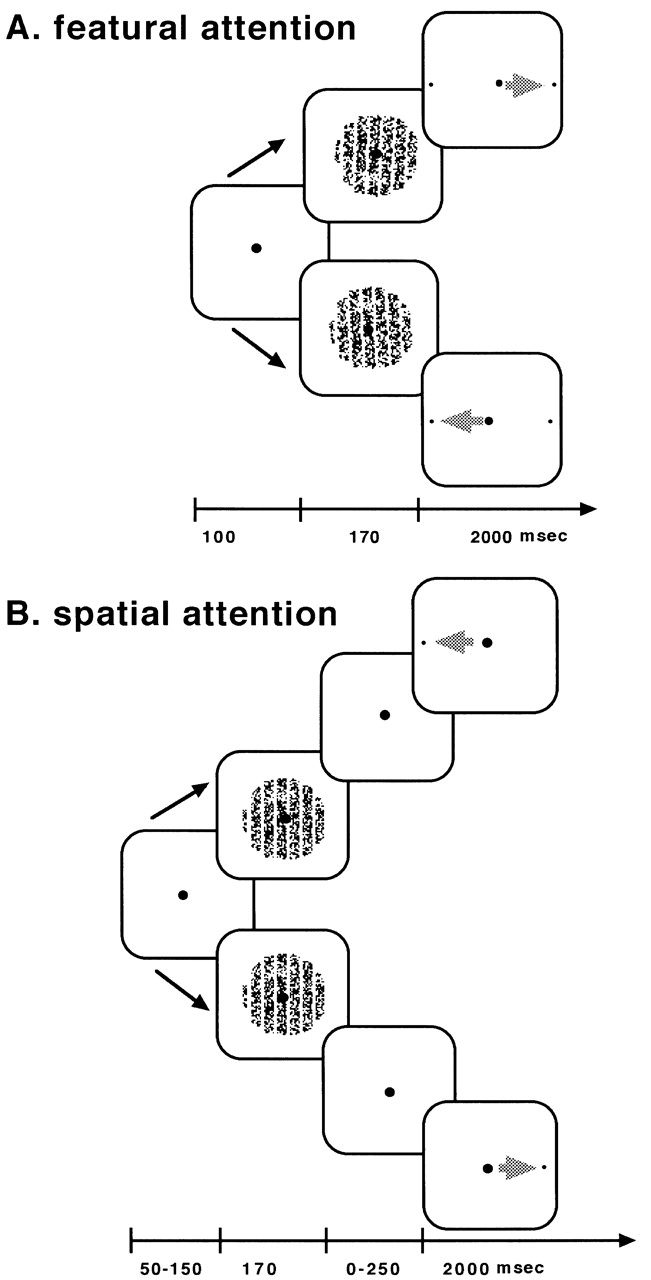 A. featural attention
100 170 2000 msec
B. spatial attention
50-150 170 0-250 2000 msec